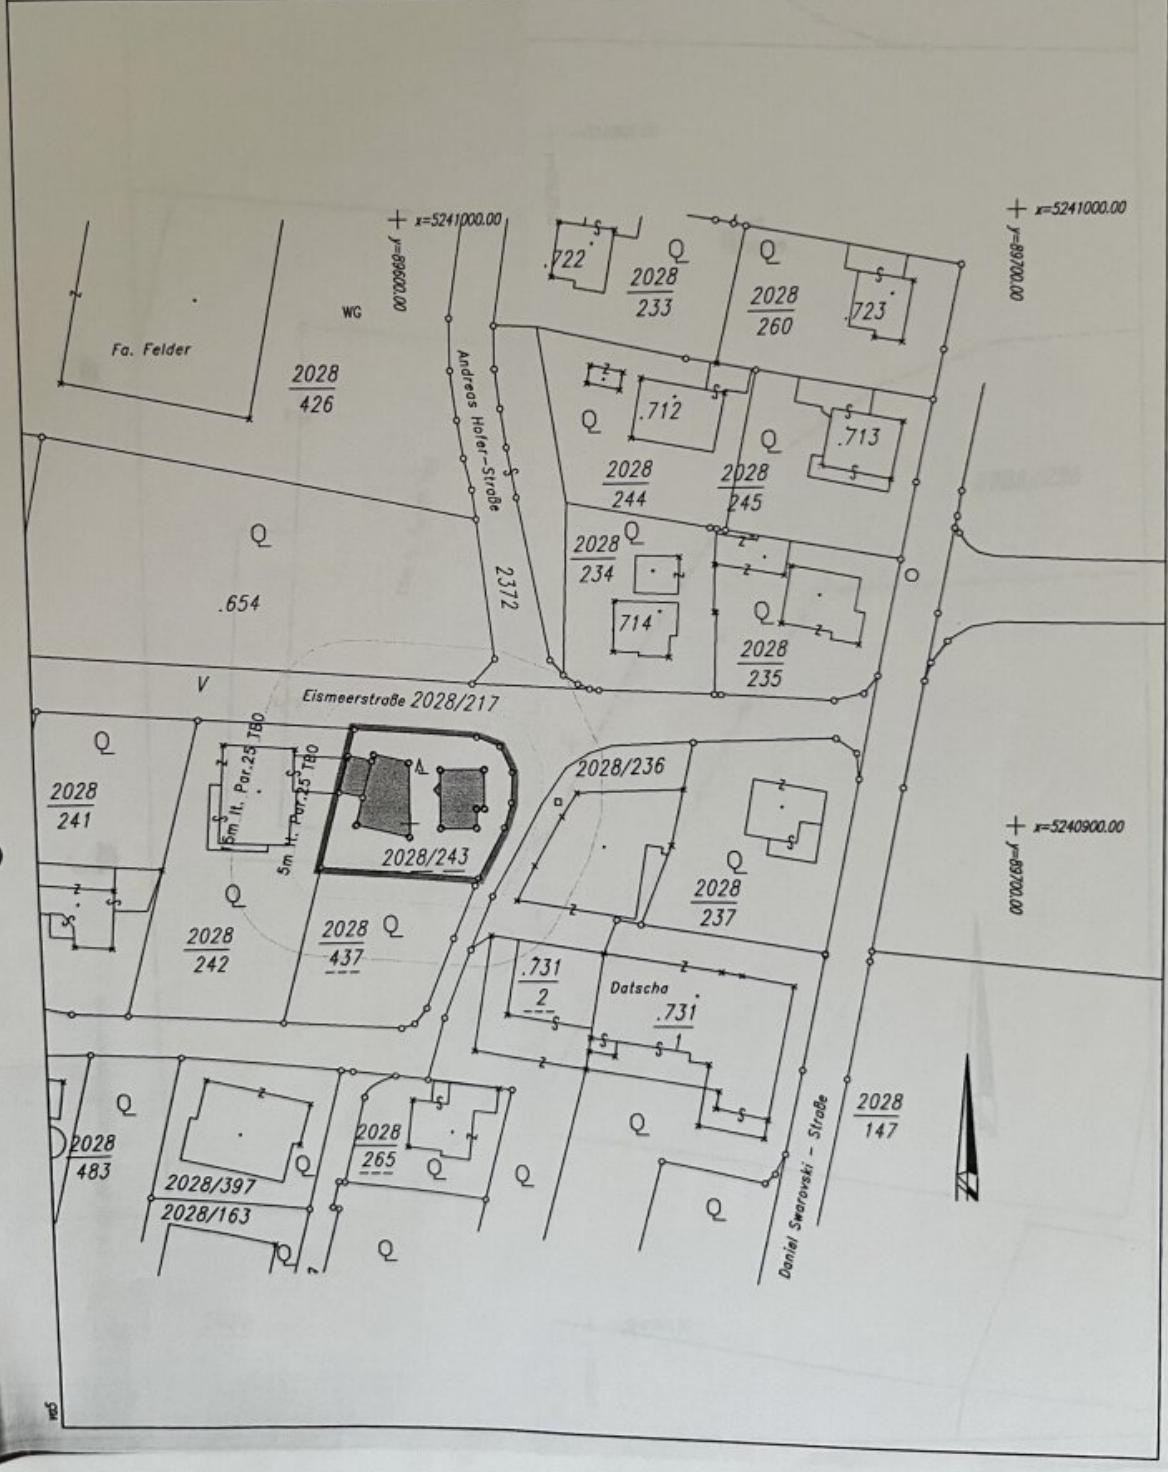 x=5241000.00
y=89600.00
x=5241000.00
y=89700.00
.722
2028
233
2028
260
.723
WG
Fa. Felder
2028
426
Andreas Hofer-Straße
.712
.713
2028
244
2028
245
2028
234
.654
2372
714
2028
235
V
Eismeerstraße 2028/217
2028
241
5m lt. Par.25 TBO
5m lt. Par.25 TBO
2028/243
2028/236
x=5240900.00
y=89700.00
2028
237
2028
242
2028
437
.731
2
Datscha
.731
1
2028
147
2028
483
2028/397
2028/163
2028
265
Daniel Swarovski - Straße